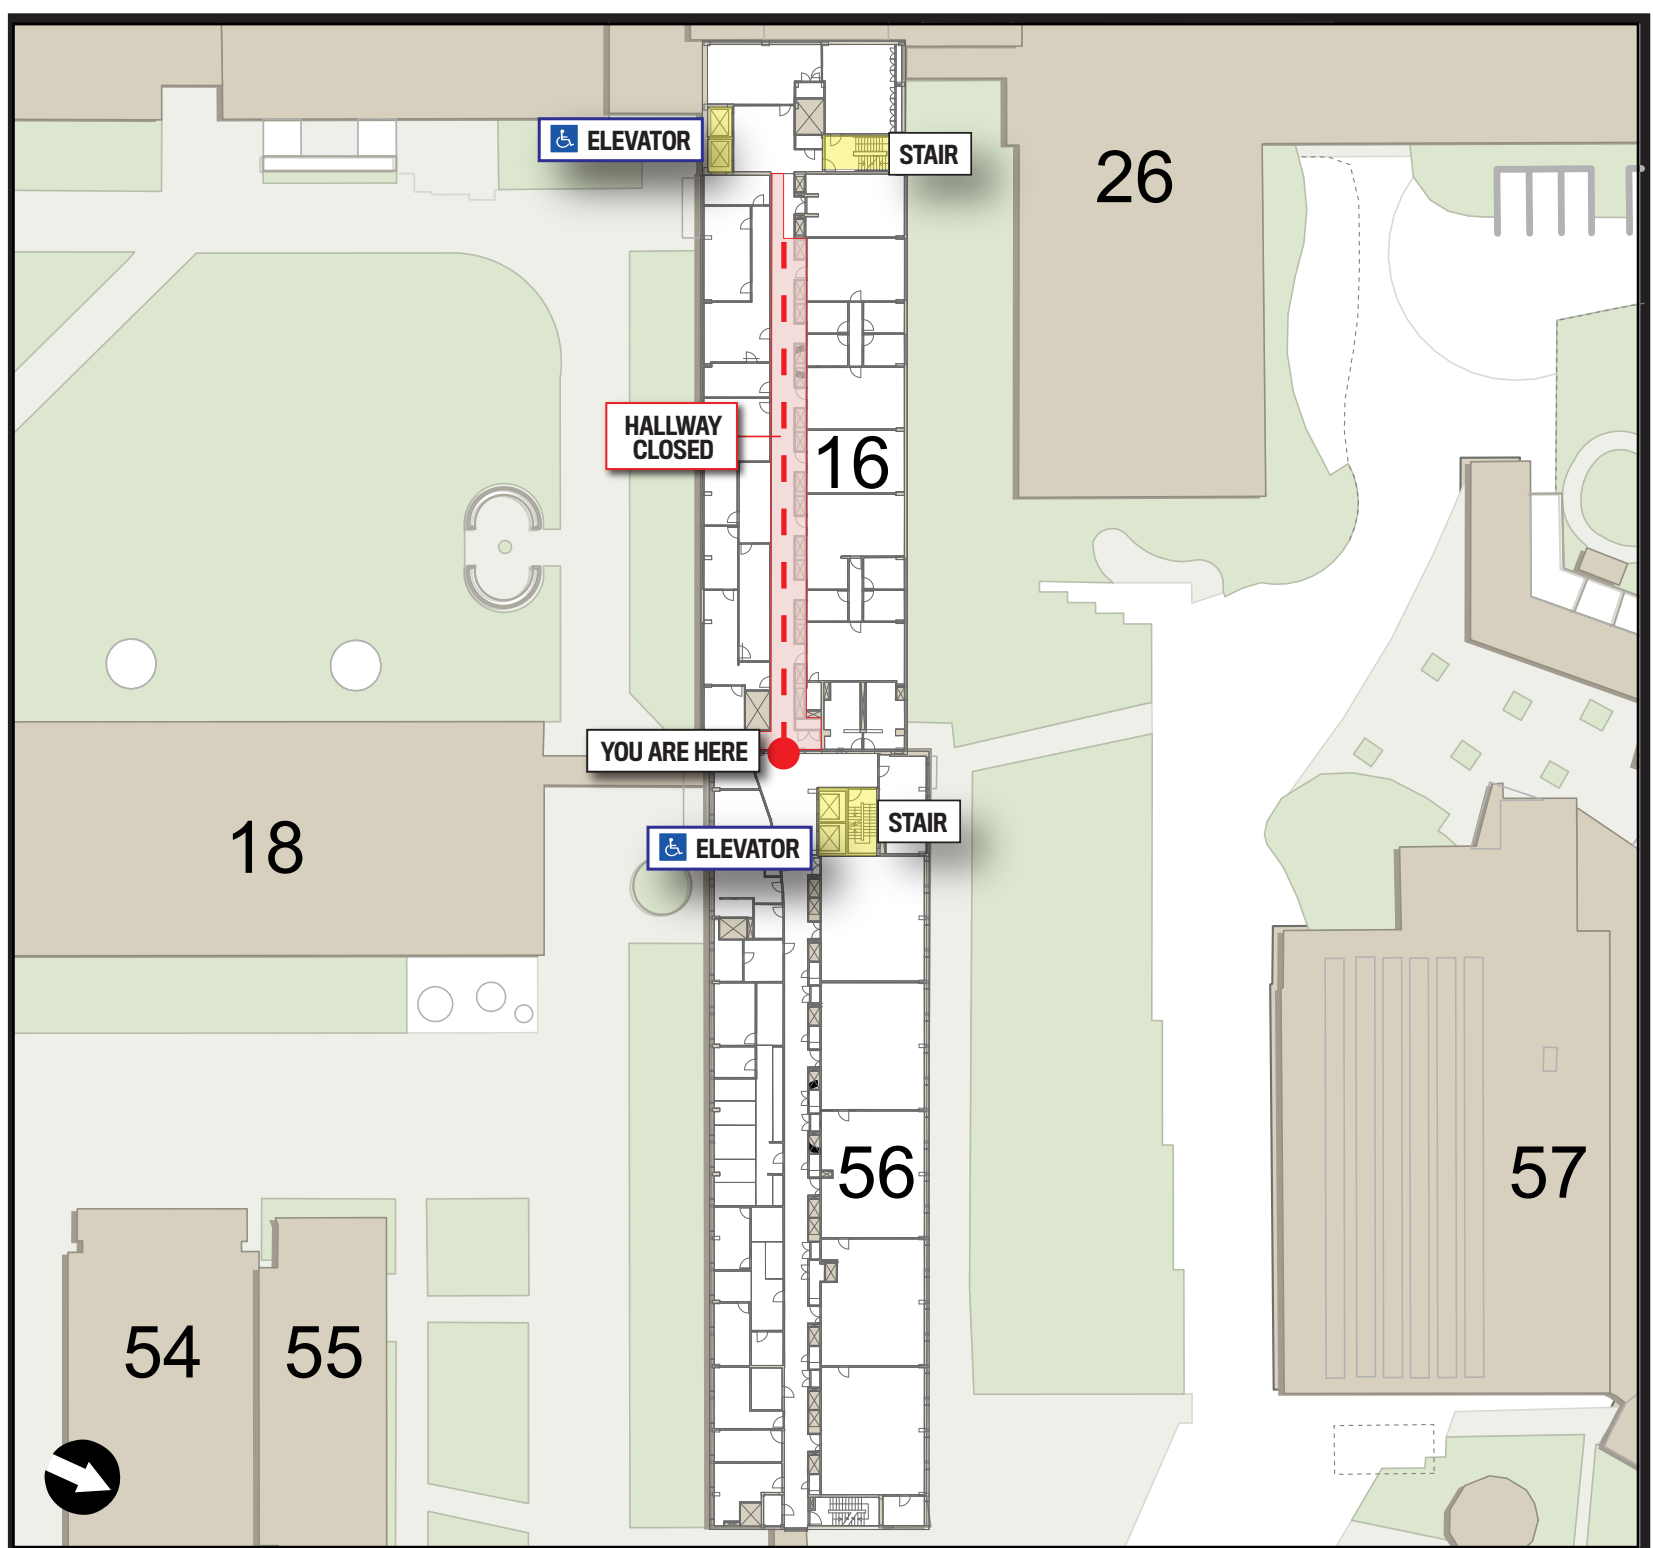 ELEVATOR
STAIR
26
HALLWAY
CLOSED
16
YOU ARE HERE
18
STAIR
ELEVATOR
56
57
54
55